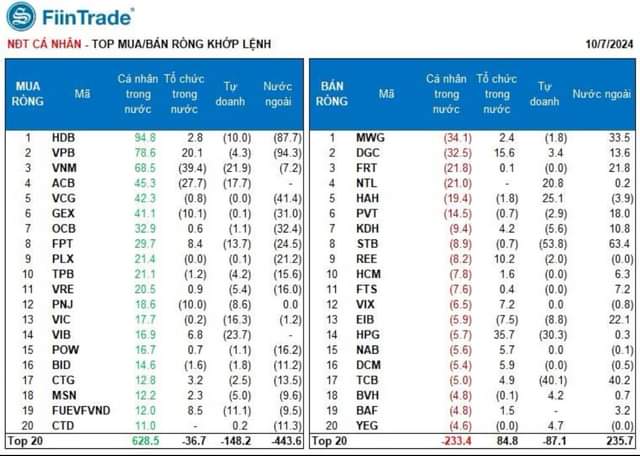 FiinTrade®
NĐT CÁ NHÂN - TOP MUA/BÁN RÒNG KHỚP LỆNH 10/7/2024
MUA RÒNG Mã Cá nhân trong nước Tổ chức trong nước Tự doanh Nước ngoài
1 HDB 94.8 2.8 (10.0) (87.7)
2 VPB 78.6 20.1 (4.3) (94.3)
3 VNM 68.5 (39.4) (21.9) (7.2)
4 ACB 45.3 (27.7) (17.7) -
5 VCG 42.3 (0.8) (0.0) (41.4)
6 GEX 41.1 (10.1) (0.1) (31.0)
7 OCB 32.9 0.6 (1.1) (32.4)
8 FPT 29.7 8.4 (13.7) (24.5)
9 PLX 21.4 (0.0) (0.1) (21.2)
10 TPB 21.1 (1.2) (4.2) (15.6)
11 VRE 20.5 0.9 (5.4) (16.0)
12 PNJ 18.6 (10.0) (8.6) 0.0
13 VIC 17.7 (0.2) (16.3) (1.2)
14 VIB 16.9 6.8 (23.7) -
15 POW 16.7 0.7 (1.1) (16.2)
16 BID 14.6 (1.6) (1.8) (11.2)
17 CTG 12.8 3.2 (2.5) (13.5)
18 MSN 12.2 2.3 (5.0) (9.6)
19 FUEVFVND 12.0 8.5 (11.1) (9.5)
20 CTD 11.0 - 0.2 (11.3)
Top 20 628.5 -36.7 -148.2 -443.6
BÁN RÒNG Mã Cá nhân trong nước Tổ chức trong nước Tự doanh Nước ngoài
1 MWG (34.1) 2.4 (1.8) 33.5
2 DGC (32.5) 15.6 3.4 13.6
3 FRT (21.8) 0.1 (0.0) 21.8
4 NTL (21.0) - 20.8 0.2
5 HAH (19.4) (1.8) 25.1 (3.9)
6 PVT (14.5) (0.7) (2.9) 18.0
7 KDH (9.4) 4.2 (5.6) 10.8
8 STB (8.9) (0.7) (53.8) 63.4
9 REE (8.2) 10.2 (2.0) (0.0)
10 HCM (7.8) 1.6 (0.0) 6.3
11 FTS (7.6) 0.4 (0.0) 7.2
12 VIX (6.5) 7.2 (0.0) (0.8)
13 EIB (5.9) (7.5) (8.8) 22.1
14 HPG (5.7) 35.7 (30.3) 0.3
15 NAB (5.6) 5.7 0.0 (0.1)
16 DCM (5.4) 5.9 (0.0) (0.5)
17 TCB (5.0) 4.9 (40.1) 40.2
18 BVH (4.8) (0.1) 4.2 0.7
19 BAF (4.8) 1.5 - 3.2
20 YEG (4.6) (0.0) 4.7 (0.0)
Top 20 -233.4 84.8 -87.1 235.7